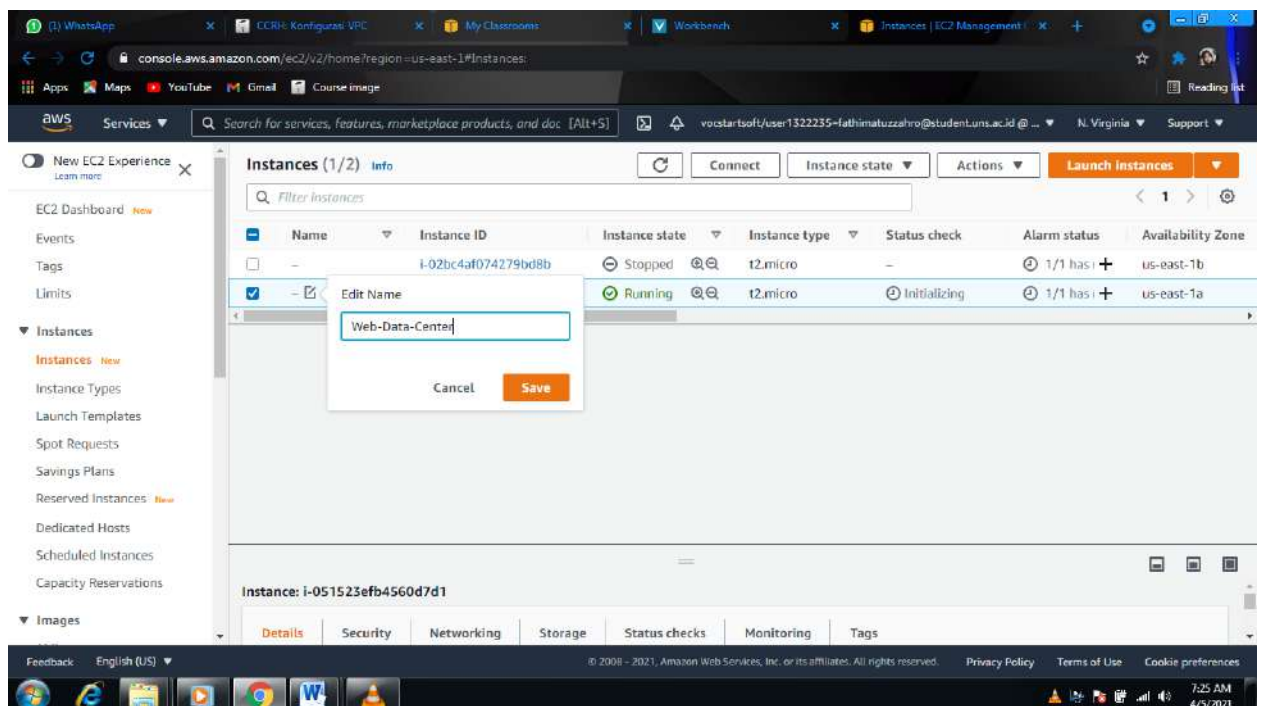 (1) WhatsApp
CCRH: Konfigurasi VPC
My Classrooms
Workbench
Instances | EC2 Management
console.aws.amazon.com/ec2/v2/home?region=us-east-1#Instances:
Apps Maps YouTube Gmail Course image Reading list
aws Services ▼ Search for services, features, marketplace products, and doc [Alt+S] vocstartsoft/user1322235=fathimatuzzahro@student.uns.ac.id @ ... ▼ N. Virginia ▼ Support ▼
New EC2 Experience
Learn more
EC2 Dashboard New
Events
Tags
Limits
▼ Instances
Instances New
Instance Types
Launch Templates
Spot Requests
Savings Plans
Reserved Instances New
Dedicated Hosts
Scheduled Instances
Capacity Reservations
▼ Images
Instances (1/2) Info
Connect Instance state ▼ Actions ▼ Launch instances ▼
Filter instances
< 1 >
Name Instance ID Instance state Instance type Status check Alarm status Availability Zone
– i-02bc4af074279bd8b Stopped t2.micro – 1/1 has + us-east-1b
– Running t2.micro Initializing 1/1 has + us-east-1a
Edit Name
Web-Data-Center
Cancel Save
Instance: i-051523efb4560d7d1
Details Security Networking Storage Status checks Monitoring Tags
Feedback English (US) ▼ © 2008 - 2021, Amazon Web Services, Inc. or its affiliates. All rights reserved. Privacy Policy Terms of Use Cookie preferences
7:25 AM
4/5/2021